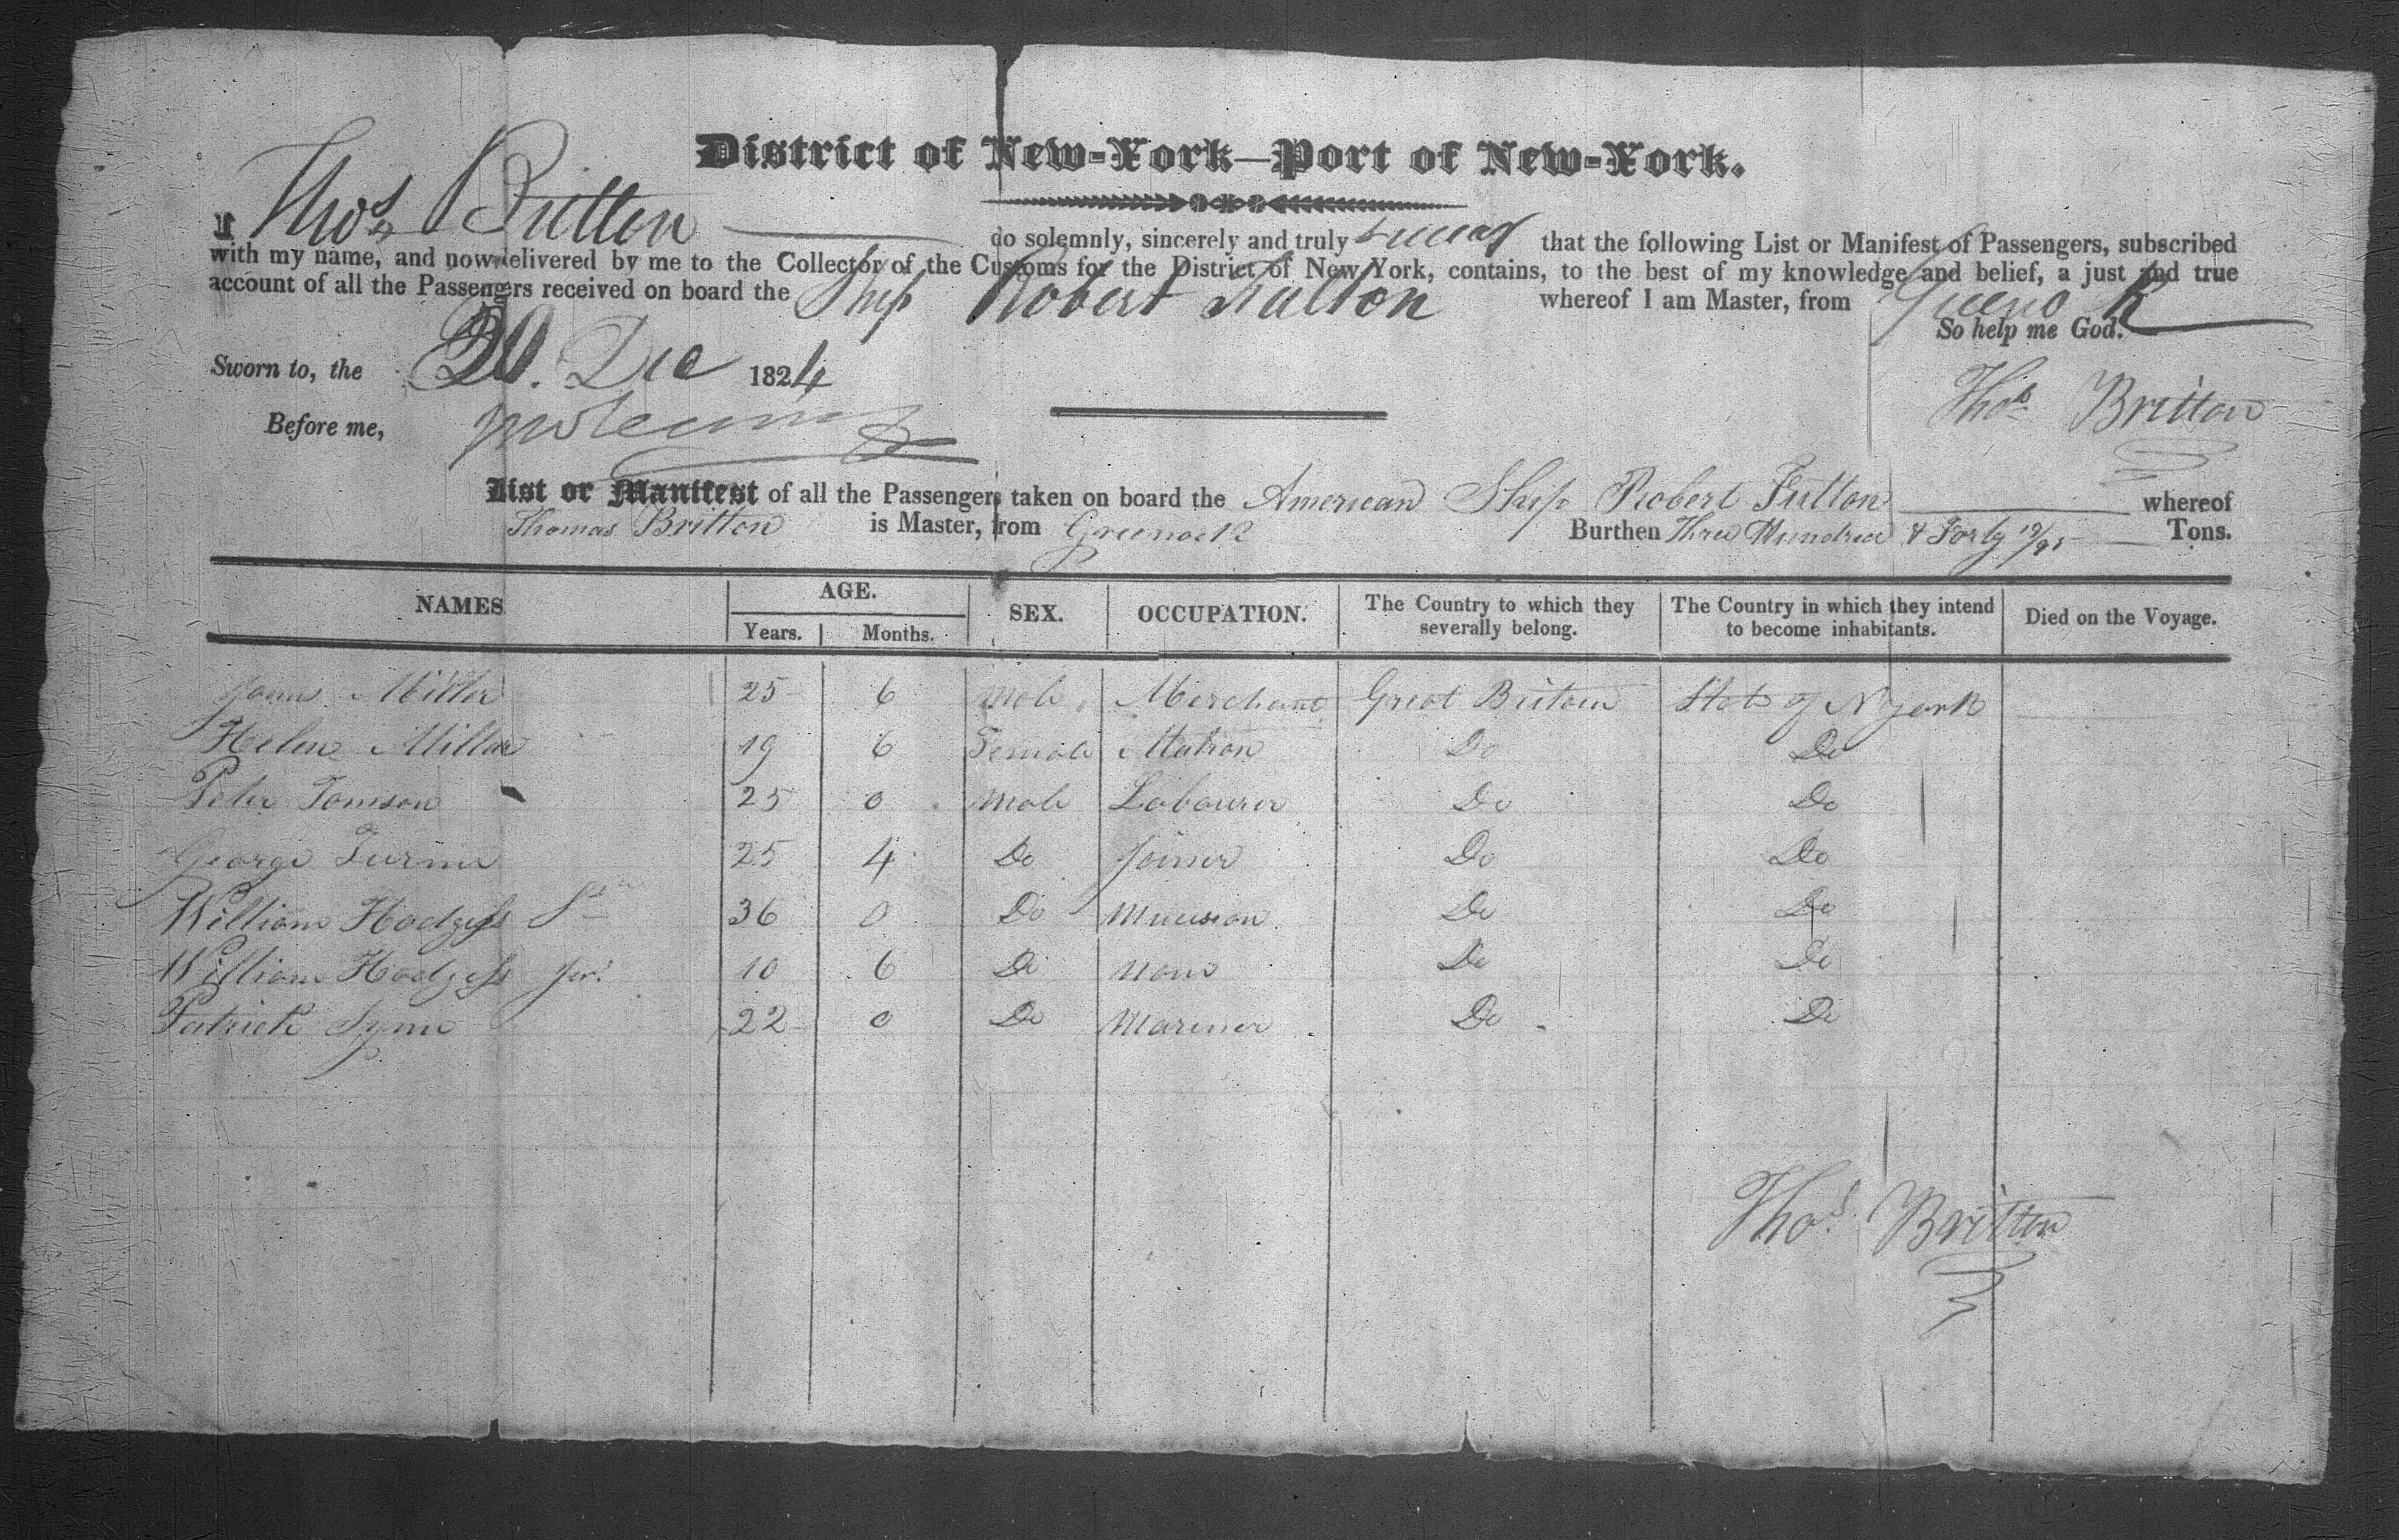 District of New-York—Port of New-York.
I Thos Britton do solemnly, sincerely and truly swear that the following List or Manifest of Passengers, subscribed
with my name, and now delivered by me to the Collector of the Customs for the District of New York, contains, to the best of my knowledge and belief, a just and true
account of all the Passengers received on board the Ship Robert Fulton whereof I am Master, from Greenock
So help me God.
Sworn to, the 30. Dec 1824
Thos Britton
Before me,
List or Manifest of all the Passengers taken on board the American Ship Robert Fulton whereof
Thomas Britton is Master, from Greenock Burthen Three Hundred & Forty 19/95 Tons.
NAMES AGE. Years. Months. SEX. OCCUPATION. The Country to which they severally belong. The Country in which they intend to become inhabitants. Died on the Voyage.
James Miller 25 6 Male Merchant Great Britain State of N York
Helen Miller 19 6 Female Matron Do Do
Peter Tomson 25 0 Male Labourer Do Do
George Turner 25 4 Do Joiner Do Do
William Hodgess Senr 36 0 Do Do Do
William Hodgess Jnr. 10 6 Do None Do Do
Patrick Syme 22 0 Do Mariner Do Do
Thos. Britton